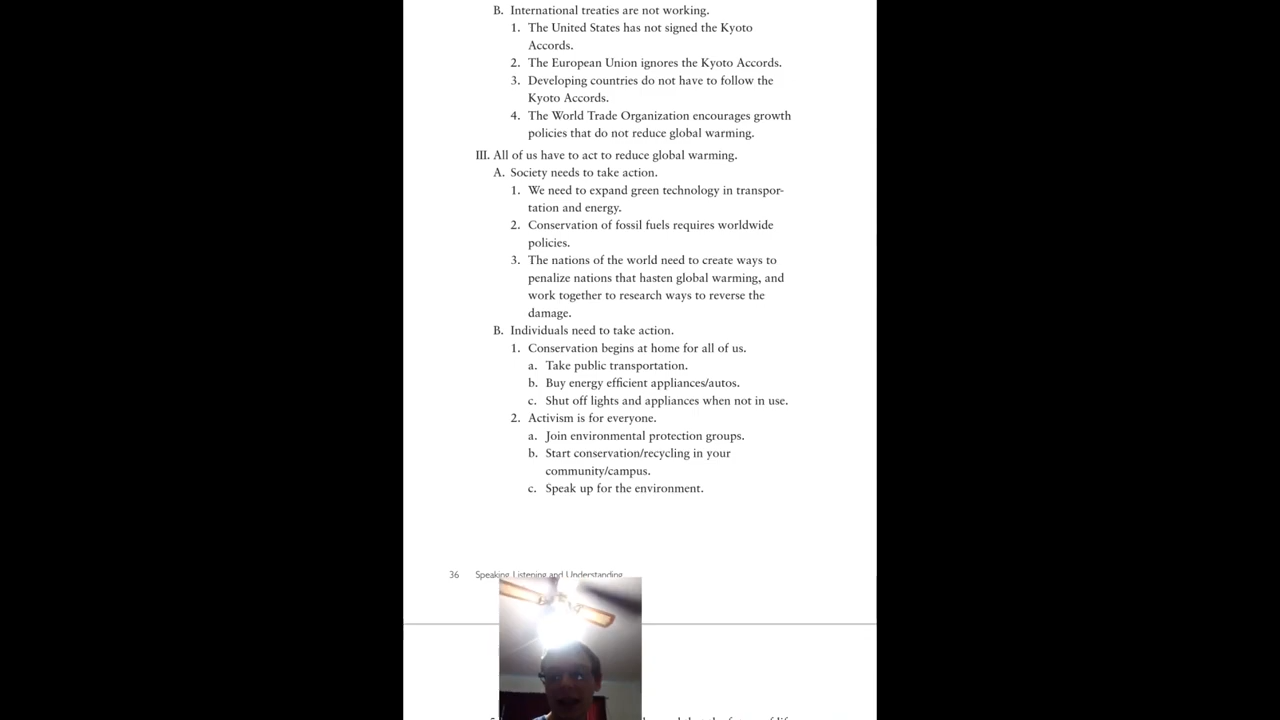 B. International treaties are not working.
1. The United States has not signed the Kyoto
Accords.
2. The European Union ignores the Kyoto Accords.
3. Developing countries do not have to follow the
Kyoto Accords.
4. The World Trade Organization encourages growth
policies that do not reduce global warming.
III. All of us have to act to reduce global warming.
A. Society needs to take action.
1. We need to expand green technology in transpor-
tation and energy.
2. Conservation of fossil fuels requires worldwide
policies.
3. The nations of the world need to create ways to
penalize nations that hasten global warming, and
work together to research ways to reverse the
damage.
B. Individuals need to take action.
1. Conservation begins at home for all of us.
a. Take public transportation.
b. Buy energy efficient appliances/autos.
c. Shut off lights and appliances when not in use.
2. Activism is for everyone.
a. Join environmental protection groups.
b. Start conservation/recycling in your
community/campus.
c. Speak up for the environment.
36 Speaking, Listening and Understanding